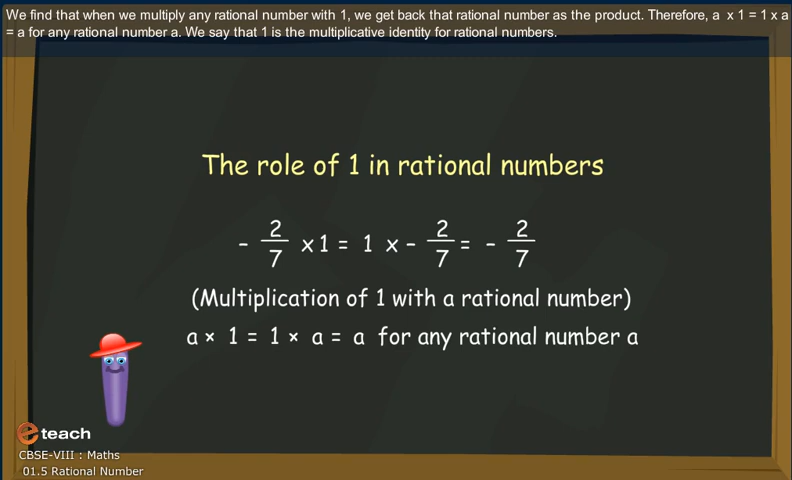 We find that when we multiply any rational number with 1, we get back that rational number as the product. Therefore, a x 1 = 1 x a
= a for any rational number a. We say that 1 is the multiplicative identity for rational numbers.
The role of 1 in rational numbers
- 2/7 x 1 = 1 x - 2/7 = - 2/7
(Multiplication of 1 with a rational number)
a × 1 = 1 × a = a for any rational number a
e teach
CBSE-VIII : Maths
01.5 Rational Number